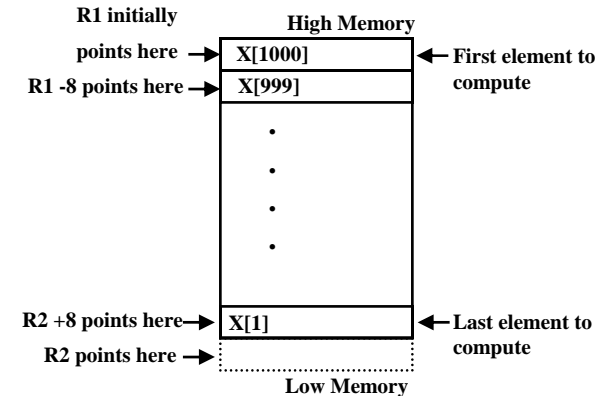 R1 initially
points here
High Memory
X[1000]
First element to
compute
R1 -8 points here
X[999]
R2 +8 points here
X[1]
Last element to
compute
R2 points here
Low Memory